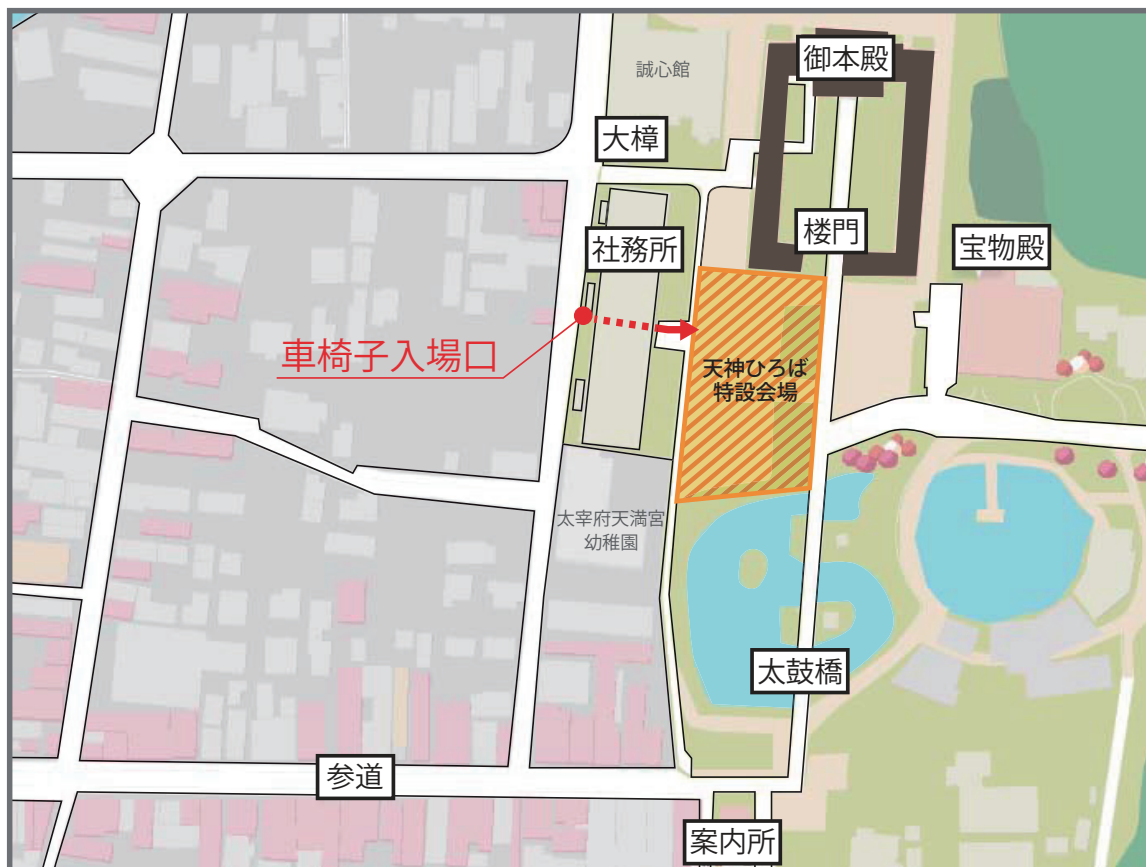 御本殿
誠心館
大樟
楼門
社務所
宝物殿
車椅子入場口
天神ひろば
特設会場
太宰府天満宮
幼稚園
太鼓橋
参道
案内所